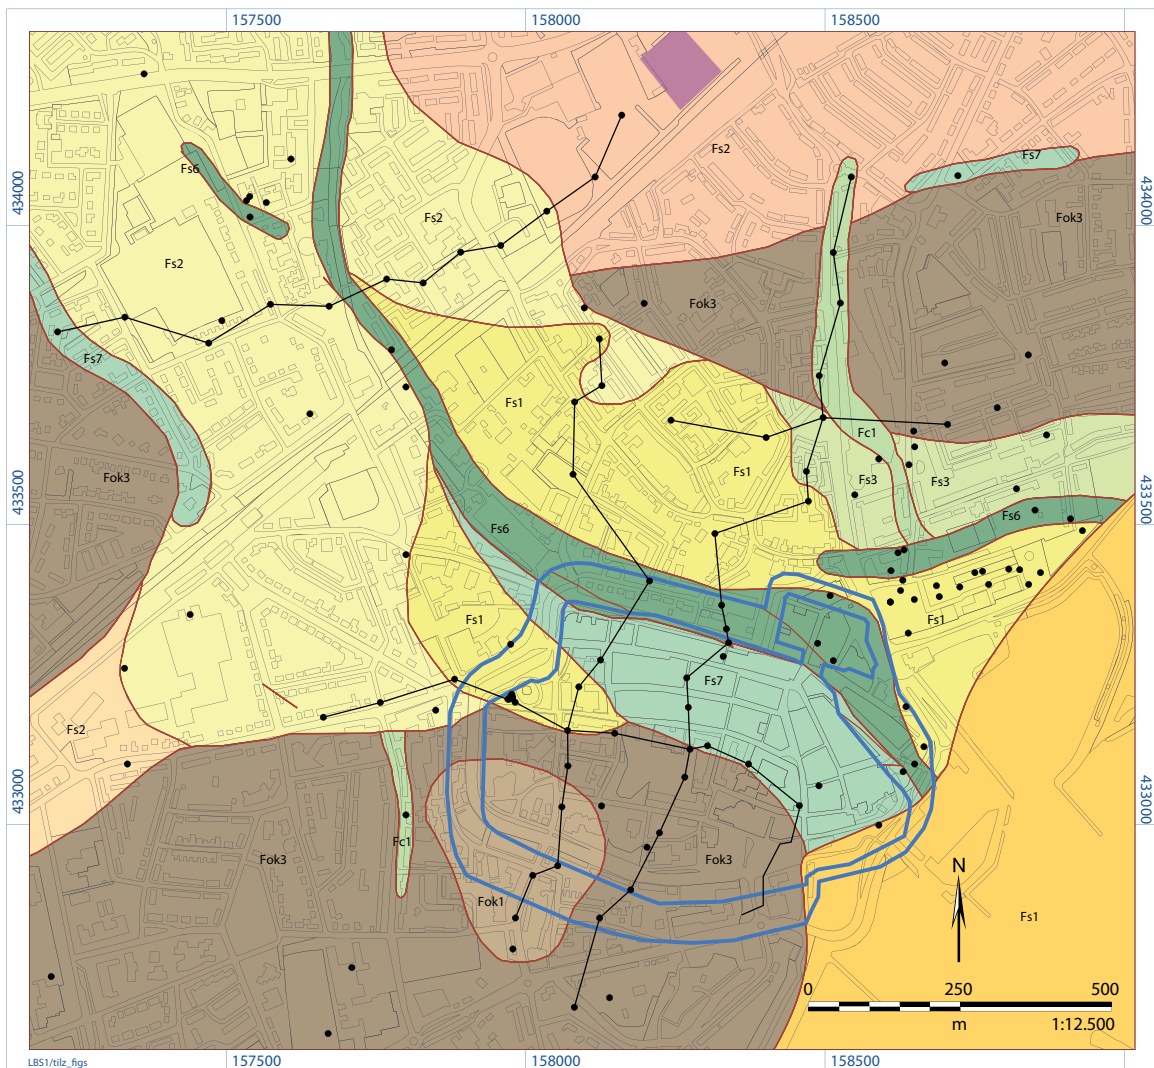 157500 158000 158500
Fs2
Fs7
Fs6
434000 434000
Fs2 Fok3
Fs2
Fok3
Fs7
Fs1
Fc1
Fs1
Fok3 Fs3 Fs3
433500 433500
Fs6 Fs6
Fs1 Fs1
Fs7
Fs2
433000 433000
Fc1
Fok3 Fok3
N
Fok1
Fs1
0 250 500
m 1:12.500
LBS1/tilz_figs
157500 158000 158500